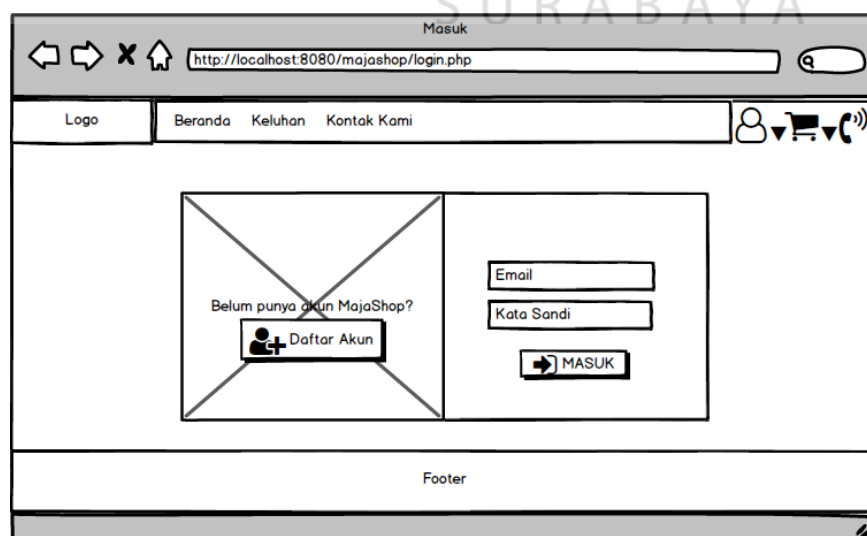 SURABAYA
Masuk
http://localhost:8080/majashop/login.php
Logo
Beranda Keluhan Kontak Kami
Belum punya akun MajaShop?
Daftar Akun
Email
Kata Sandi
MASUK
Footer